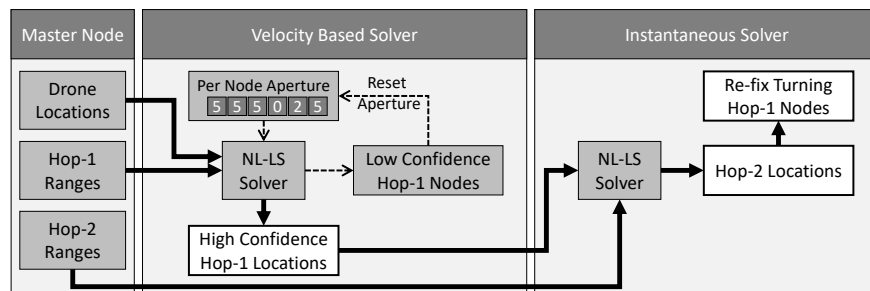 Master Node
Velocity Based Solver
Instantaneous Solver
Drone
Locations
Hop-1
Ranges
Hop-2
Ranges
Per Node Aperture
5 5 5 0 2 5
Reset
Aperture
NL-LS
Solver
Low Confidence
Hop-1 Nodes
High Confidence
Hop-1 Locations
NL-LS
Solver
Re-fix Turning
Hop-1 Nodes
Hop-2 Locations